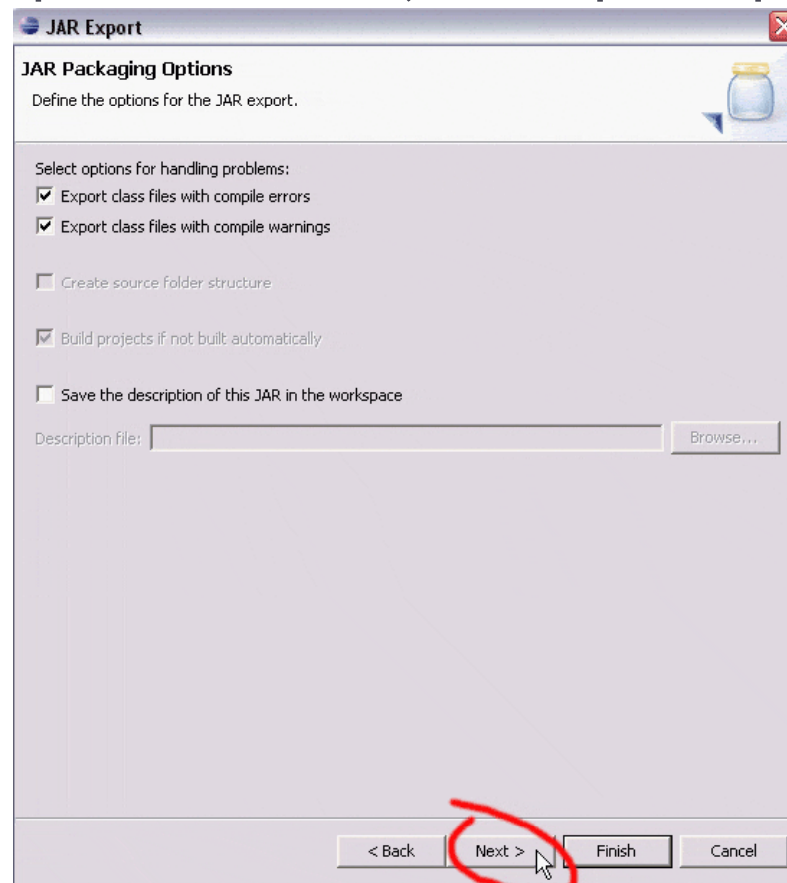 JAR Export
JAR Packaging Options
Define the options for the JAR export.
Select options for handling problems:
Export class files with compile errors
Export class files with compile warnings
Create source folder structure
Build projects if not built automatically
Save the description of this JAR in the workspace
Description file: Browse...
< Back Next > Finish Cancel